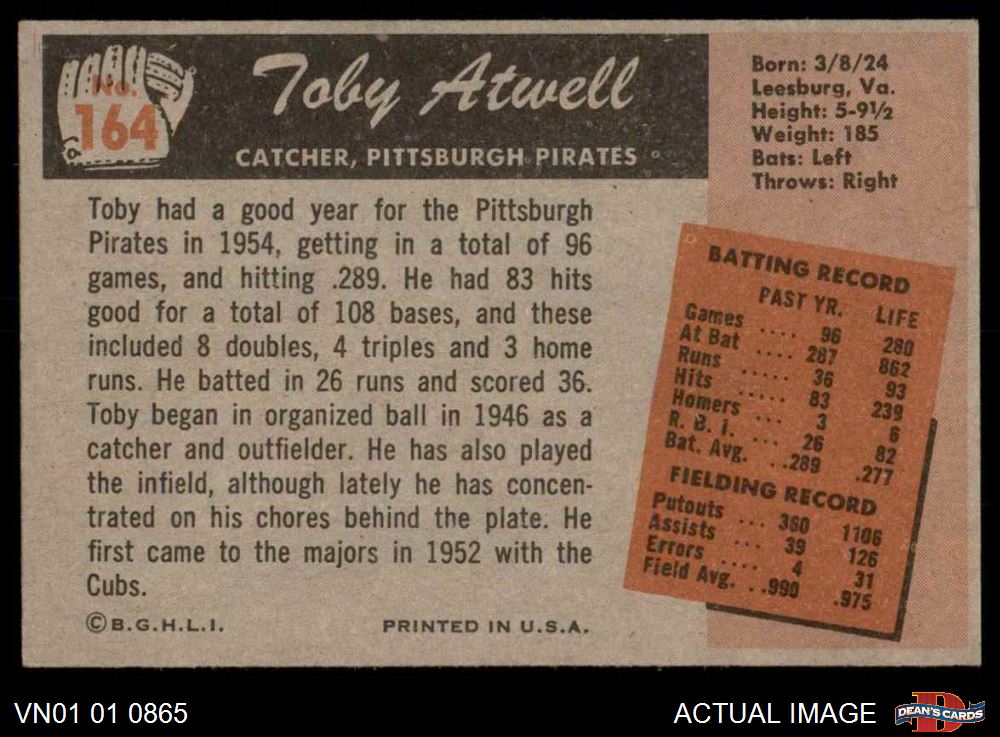 No.
164
Toby Atwell
CATCHER, PITTSBURGH PIRATES
Born: 3/8/24
Leesburg, Va.
Height: 5-9½
Weight: 185
Bats: Left
Throws: Right
Toby had a good year for the Pittsburgh
Pirates in 1954, getting in a total of 96
games, and hitting .289. He had 83 hits
good for a total of 108 bases, and these
included 8 doubles, 4 triples and 3 home
runs. He batted in 26 runs and scored 36.
Toby began in organized ball in 1946 as a
catcher and outfielder. He has also played
the infield, although lately he has concen-
trated on his chores behind the plate. He
first came to the majors in 1952 with the
Cubs.
©B.G.H.L.I. PRINTED IN U.S.A.
BATTING RECORD
PAST YR. LIFE
Games .... 96 280
At Bat .... 287 862
Runs ..... 36 93
Hits ..... 83 239
Homers ... 3 6
R. B. I. ... 26 82
Bat. Avg. ..289 .277
FIELDING RECORD
Putouts ... 360 1106
Assists ... 39 126
Errors .... 4 31
Field Avg. ..990 .975
VN01 01 0865 ACTUAL IMAGE DEAN'S CARDS